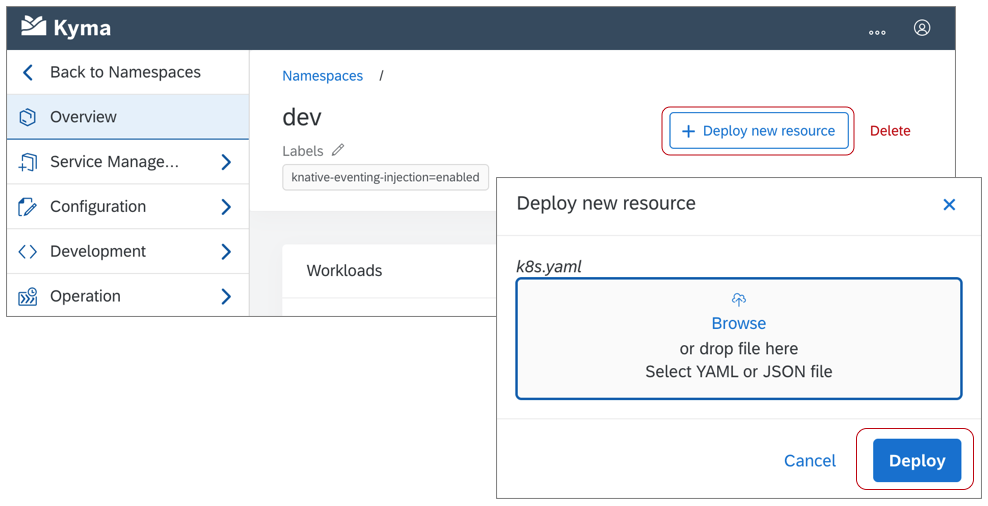 Kyma
Back to Namespaces
Overview
Service Manage...
Configuration
Development
Operation
Namespaces /
dev
+ Deploy new resource
Delete
Labels
knative-eventing-injection=enabled
Workloads
Deploy new resource
k8s.yaml
Browse
or drop file here
Select YAML or JSON file
Cancel
Deploy